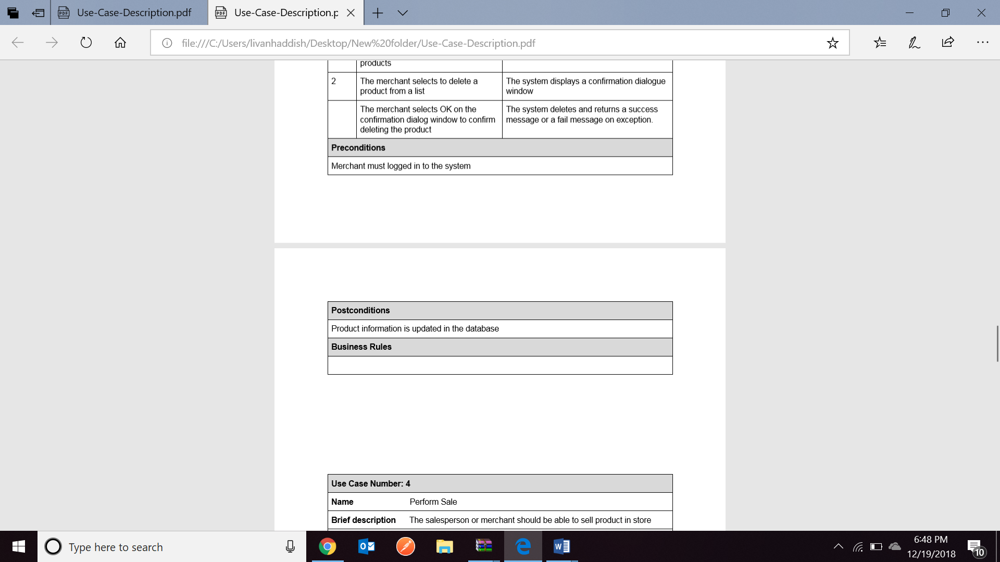 Use-Case-Description.pdf
Use-Case-Description.p
file:///C:/Users/livanhaddish/Desktop/New%20folder/Use-Case-Description.pdf
products
2
The merchant selects to delete a
product from a list
The system displays a confirmation dialogue
window
The merchant selects OK on the
confirmation dialog window to confirm
deleting the product
The system deletes and returns a success
message or a fail message on exception.
Preconditions
Merchant must logged in to the system
Postconditions
Product information is updated in the database
Business Rules
Use Case Number: 4
Name Perform Sale
Brief description The salesperson or merchant should be able to sell product in store
Type here to search
6:48 PM
12/19/2018
10